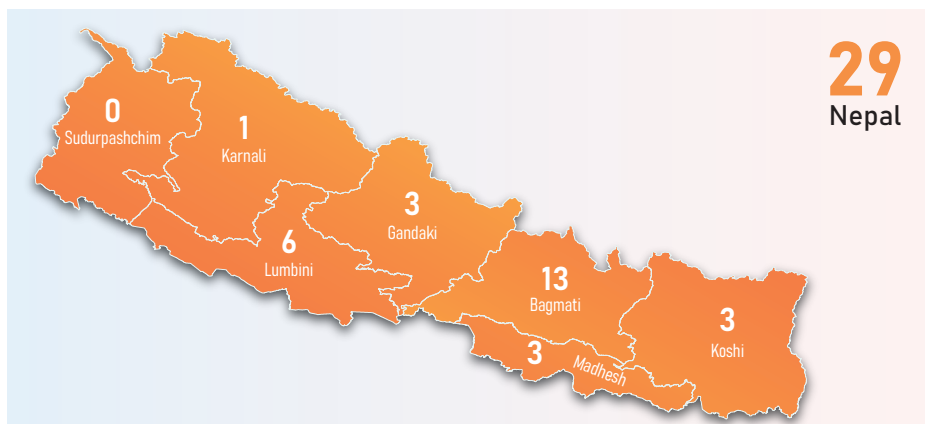 29
Nepal
0
Sudurpashchim
1
Karnali
3
Gandaki
6
Lumbini
13
Bagmati
3
Madhesh
3
Koshi